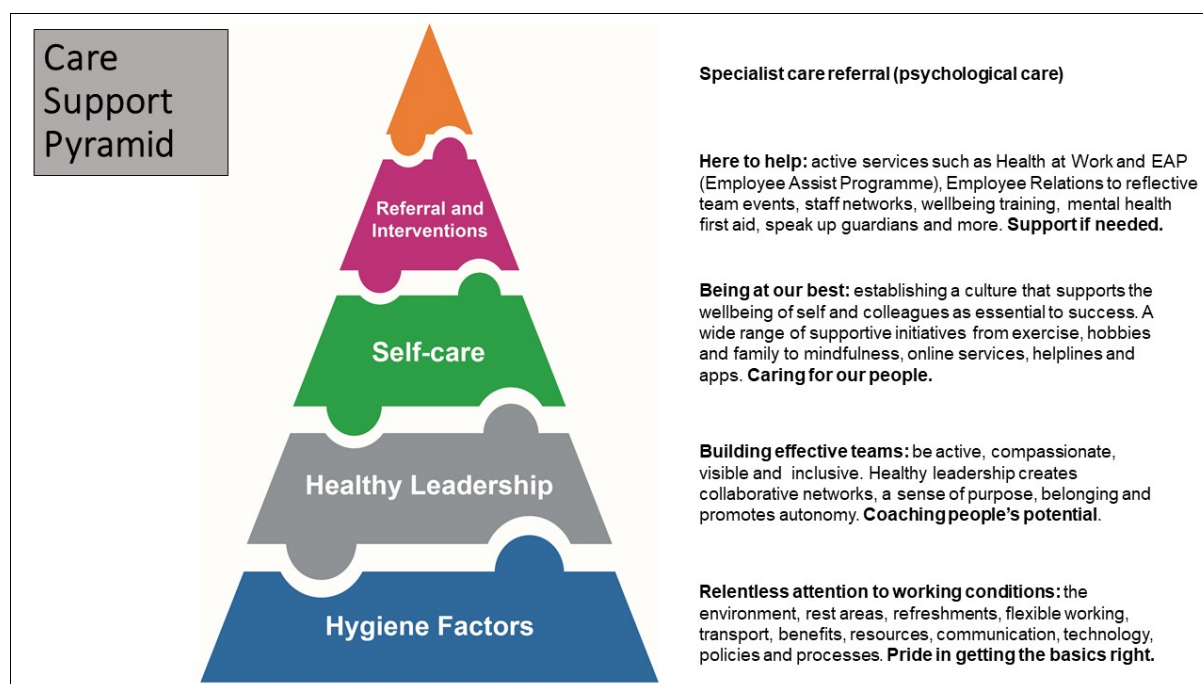 Care
Support
Pyramid
Specialist care referral (psychological care)
Referral and
Interventions
Here to help: active services such as Health at Work and EAP
(Employee Assist Programme), Employee Relations to reflective
team events, staff networks, wellbeing training, mental health
first aid, speak up guardians and more. Support if needed.
Self-care
Being at our best: establishing a culture that supports the
wellbeing of self and colleagues as essential to success. A
wide range of supportive initiatives from exercise, hobbies
and family to mindfulness, online services, helplines and
apps. Caring for our people.
Healthy Leadership
Building effective teams: be active, compassionate,
visible and inclusive. Healthy leadership creates
collaborative networks, a sense of purpose, belonging and
promotes autonomy. Coaching people's potential.
Hygiene Factors
Relentless attention to working conditions: the
environment, rest areas, refreshments, flexible working,
transport, benefits, resources, communication, technology,
policies and processes. Pride in getting the basics right.